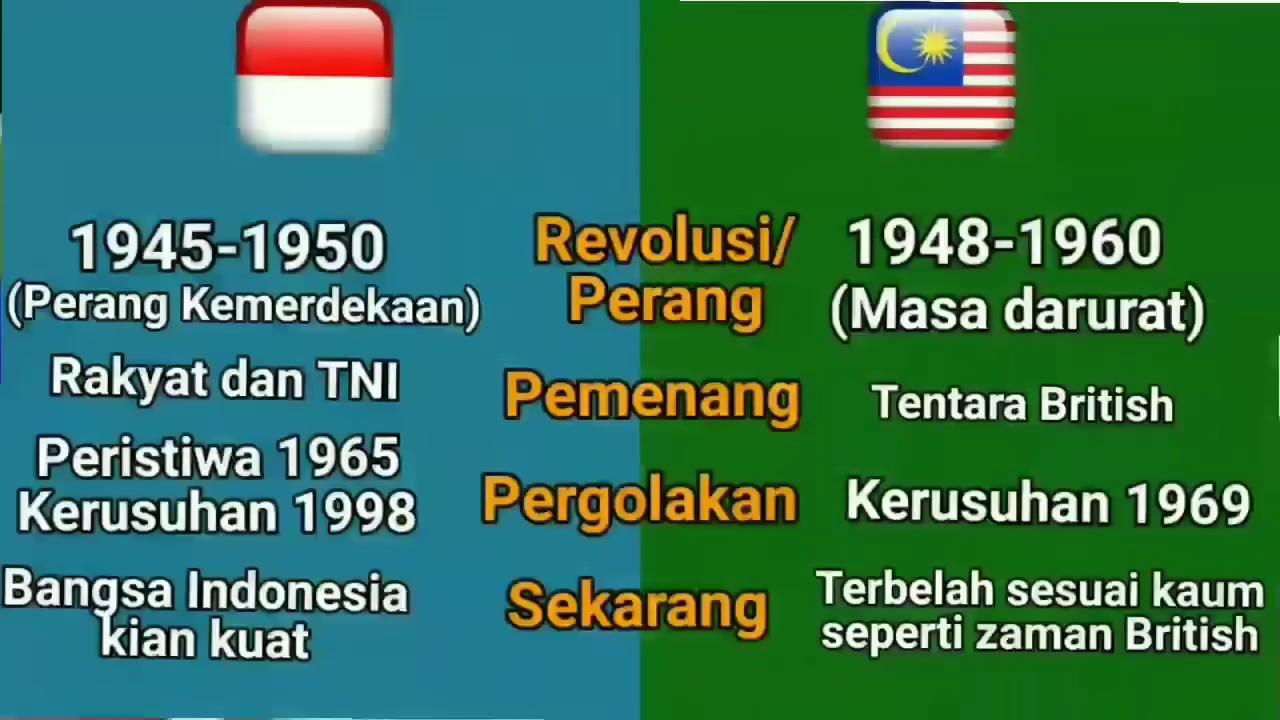 1945-1950
(Perang Kemerdekaan)
Revolusi/
Perang
1948-1960
(Masa darurat)
Rakyat dan TNI
Pemenang
Tentara British
Peristiwa 1965
Kerusuhan 1998
Pergolakan
Kerusuhan 1969
Bangsa Indonesia
kian kuat
Sekarang
Terbelah sesuai kaum
seperti zaman British